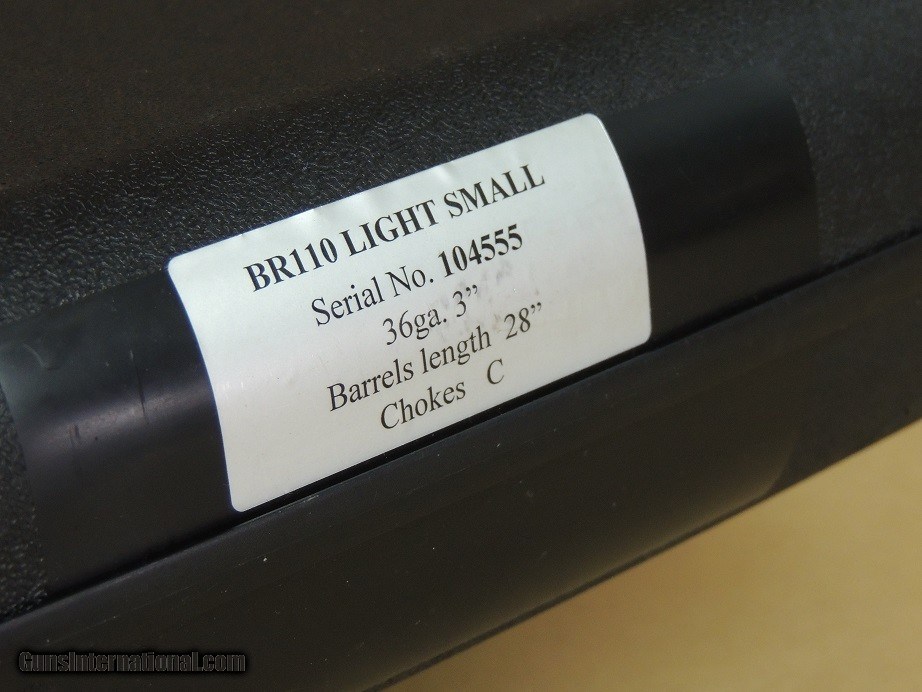 BR110 LIGHT SMALL
Serial No. 104555
36ga. 3”
Barrels length 28”
Chokes C
GunsInternational.com